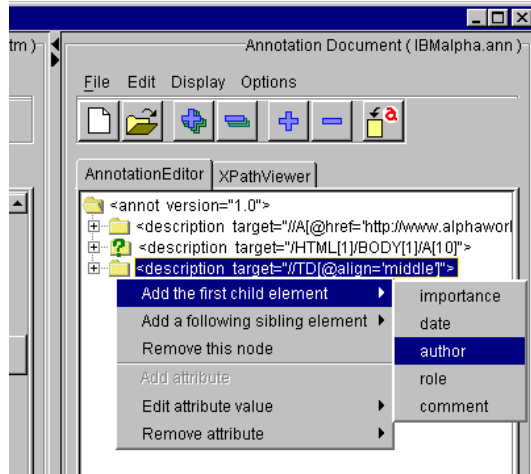 tm )
Annotation Document ( IBMalpha.ann )
File Edit Display Options
a
AnnotationEditor XPathViewer
<annot version="1.0">
<description target="//A[@href='http://www.alphaworl
? <description target="/HTML[1]/BODY[1]/A[10]">
<description target="//TD[@align='middle']">
Add the first child element
importance
Add a following sibling element
date
Remove this node
author
Add attribute
role
Edit attribute value
comment
Remove attribute